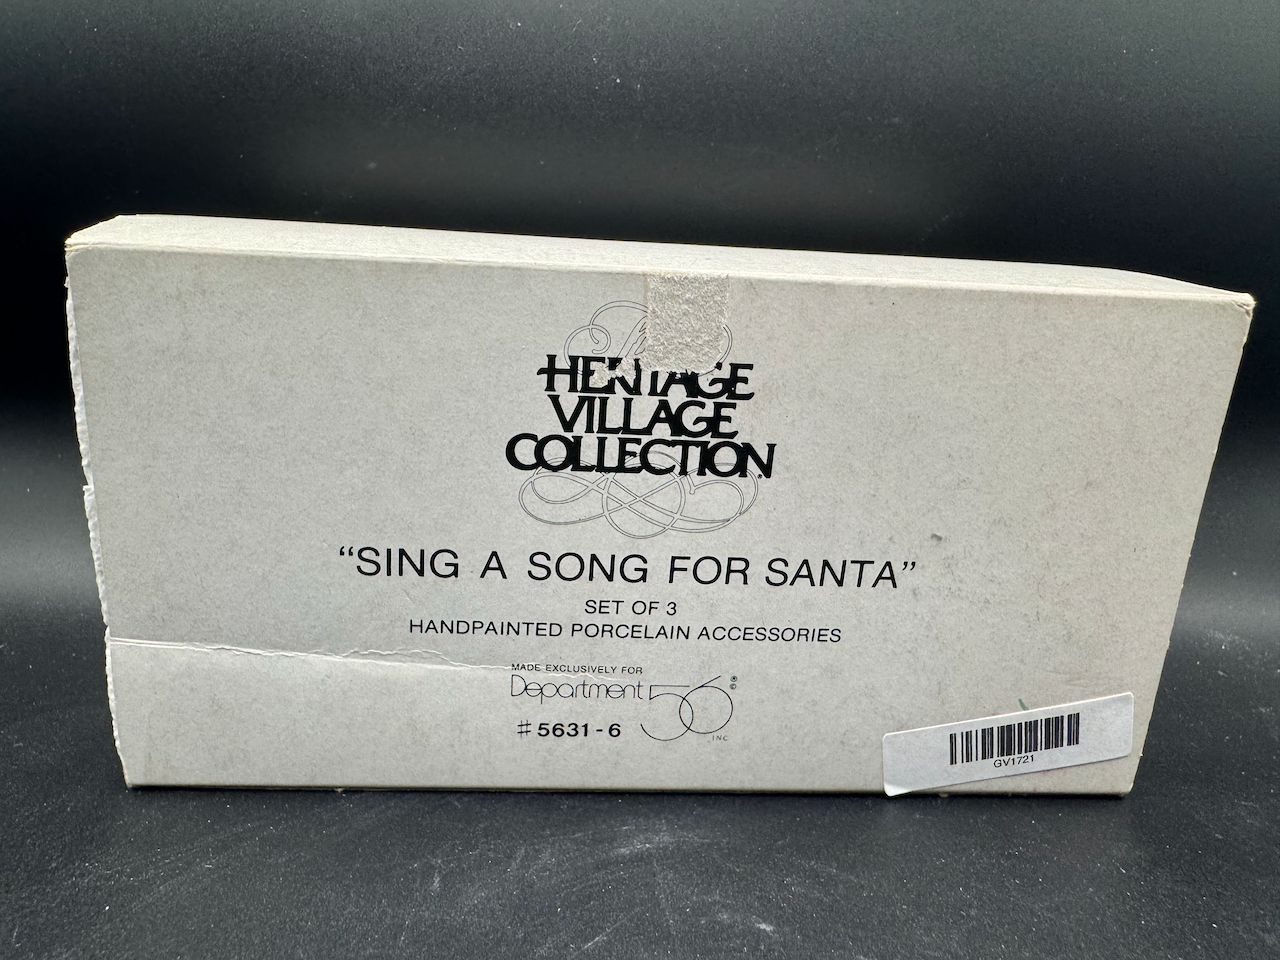 HERITAGE
VILLAGE
COLLECTION
"SING A SONG FOR SANTA"
SET OF 3
HANDPAINTED PORCELAIN ACCESSORIES
MADE EXCLUSIVELY FOR
Department 56 ® ©
INC
#5631-6
GV1721